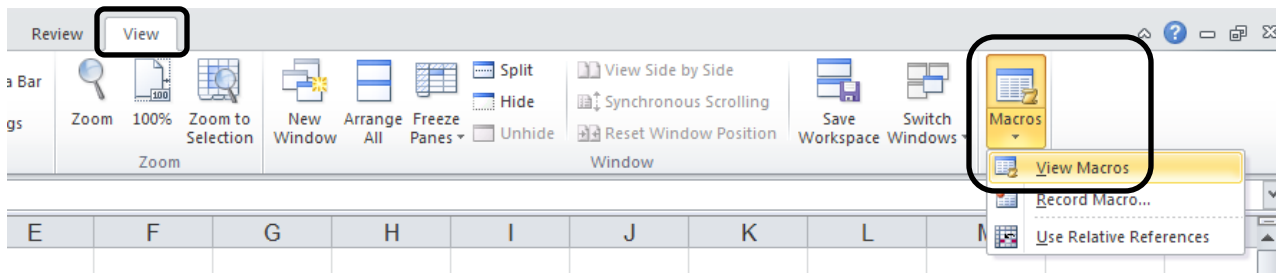 Review View
a Bar
gs
Zoom
100%
100
Zoom to
Selection
Zoom
New
Window
Arrange
All
Freeze
Panes
Split
Hide
Unhide
View Side by Side
Synchronous Scrolling
Reset Window Position
Window
Save
Workspace
Switch
Windows
Macros
View Macros
Record Macro...
Use Relative References
E F G H I J K L